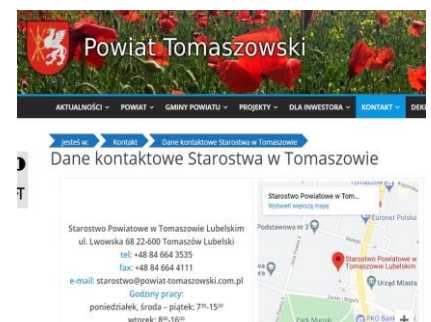 Powiat Tomaszowski
AKTUALNOŚCI
POWIAT
GMINY POWIATU
PROJEKTY
DLA INWESTORA
KONTAKT
DEKI
Jesteś w:
Kontakt
Dane kontaktowe Starostwa w Tomaszowie
Dane kontaktowe Starostwa w Tomaszowie
FT
Starostwo Powiatowe w Tomaszowie Lubelskim
ul. Lwowska 68 22-600 Tomaszów Lubelski
tel: +48 84 664 3535
fax: +48 84 664 4111
e-mail: starostwo@powiat-tomaszowski.com.pl
Godziny pracy:
poniedziałek, środa – piątek: 7³⁰-15³⁰
wtorek: 8⁰⁰-16⁰⁰
Starostwo Powiatowe w Tom...
Wyświetl większą mapę
Euronet Polska
Podstawowa nr 3
Starostwo Powiatowe w
Tomaszowie Lubelskim
Urząd Miasta
PKO Bank
Park Miejski